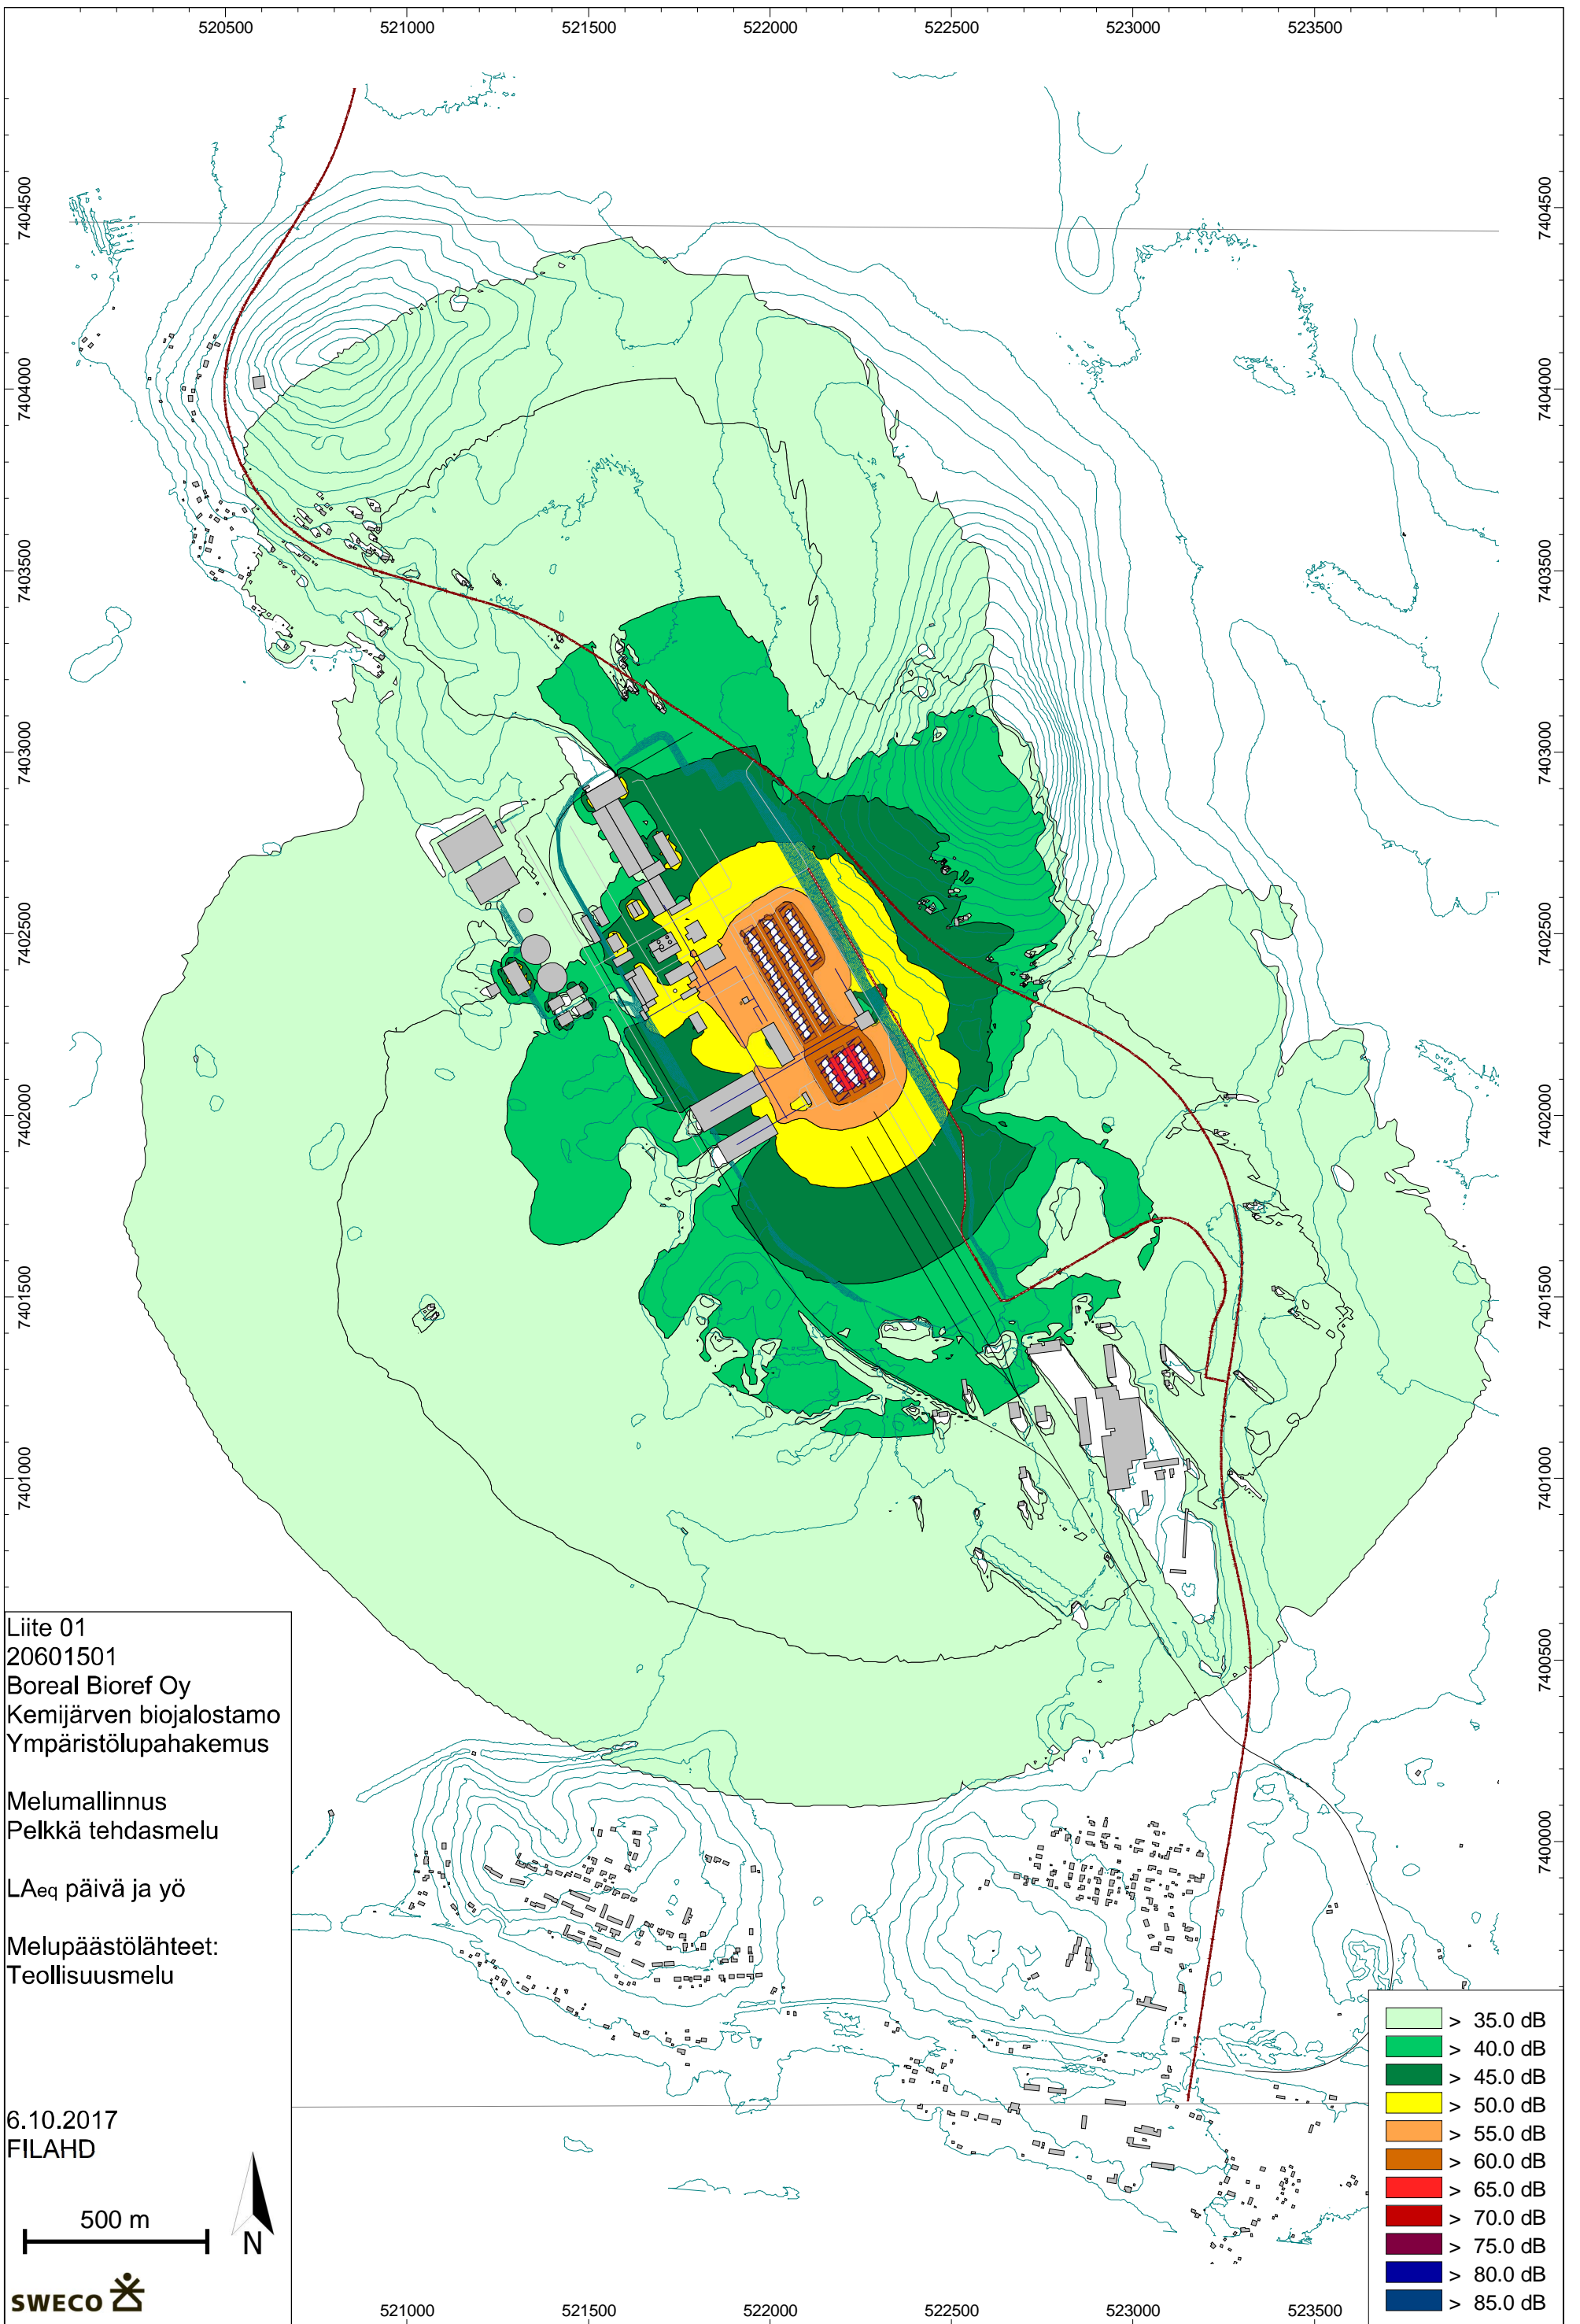 520500 521000 521500 522000 522500 523000 523500
7404500 7404500
7404000 7404000
7403500 7403500
7403000 7403000
7402500 7402500
7402000 7402000
7401500 7401500
7401000 7401000
7400500
7400000
Liite 01
20601501
Boreal Bioref Oy
Kemijärven biojalostamo
Ympäristölupahakemus
Melumallinnus
Pelkkä tehdasmelu
LAeq päivä ja yö
Melupäästölähteet:
Teollisuusmelu
6.10.2017
FILAHD
500 m
N
SWECO
> 35.0 dB
> 40.0 dB
> 45.0 dB
> 50.0 dB
> 55.0 dB
> 60.0 dB
> 65.0 dB
> 70.0 dB
> 75.0 dB
> 80.0 dB
> 85.0 dB
521000 521500 522000 522500 523000 523500